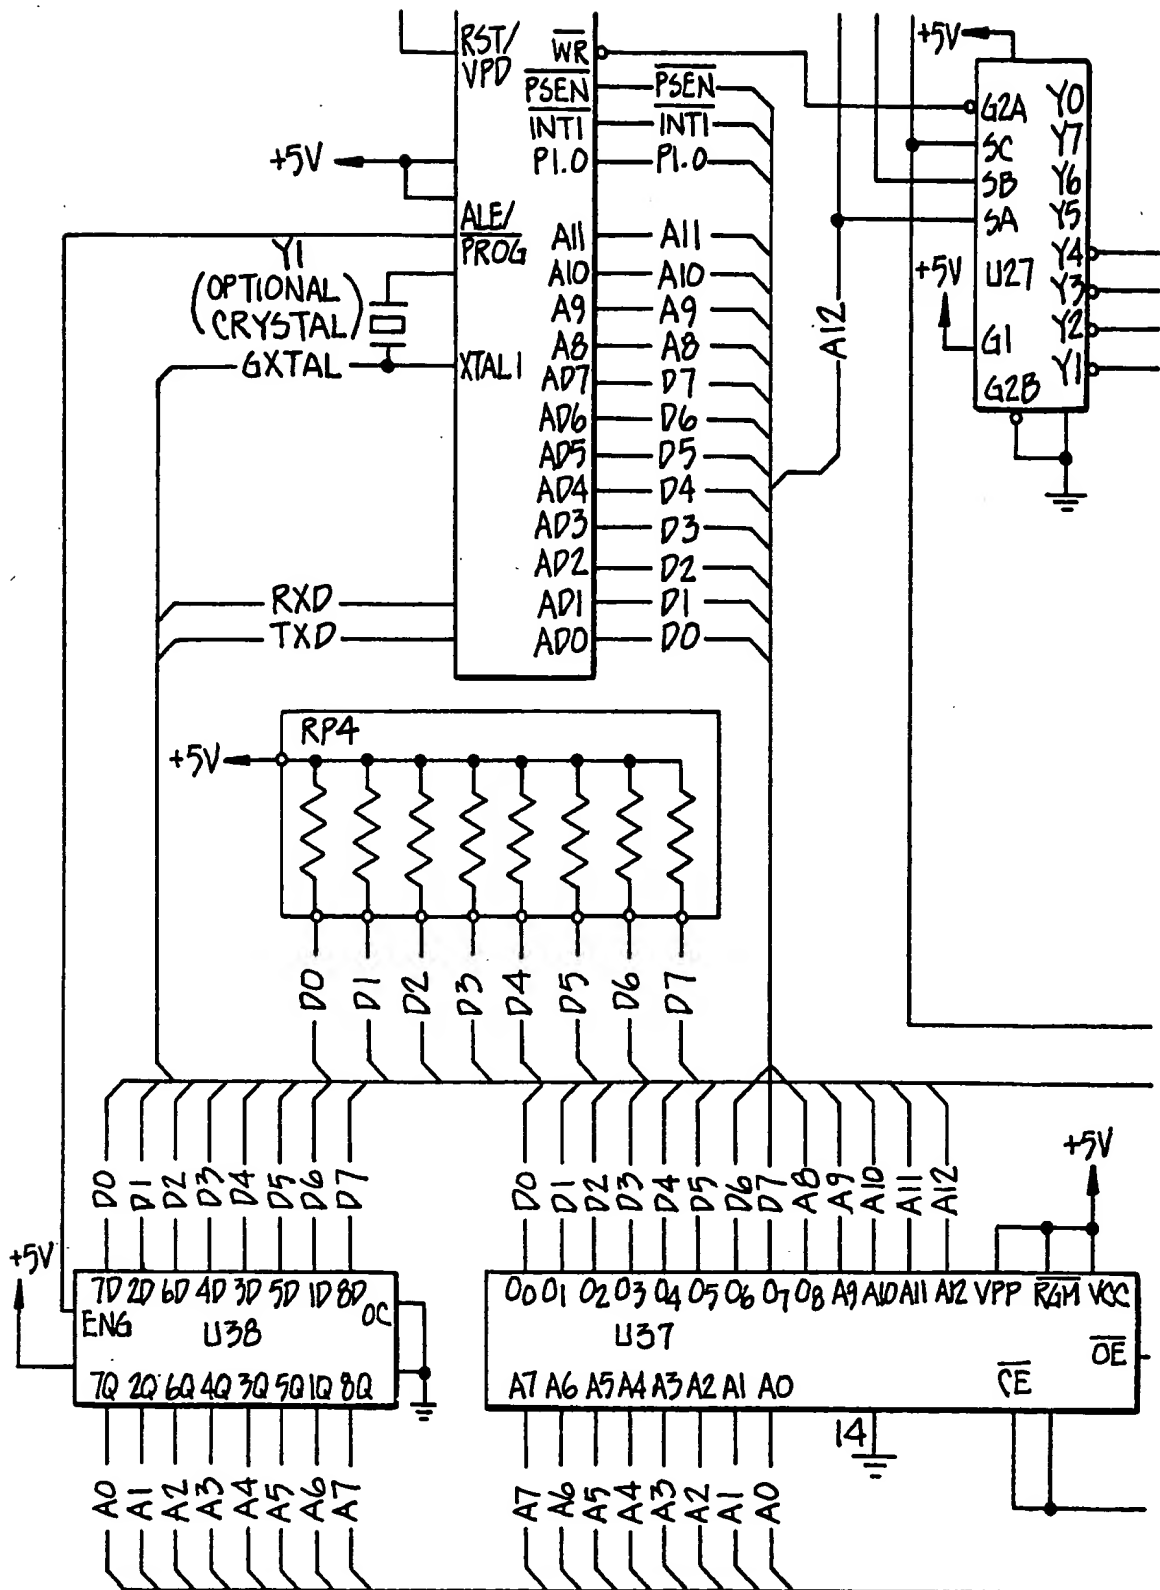 RST/
VPD
WR
PSEN
PSEN
INT1
INT1
P1.0
P1.0
+5V
ALE/
PROG
Y1
(OPTIONAL
CRYSTAL)
GXTAL
XTAL1
A11
A11
A10
A10
A9
A9
A8
A8
AD7
D7
AD6
D6
AD5
D5
AD4
D4
AD3
D3
AD2
D2
AD1
D1
AD0
D0
RXD
TXD
A12
+5V
G2A
Y0
SC
Y7
SB
Y6
SA
Y5
Y4
+5V
U27
Y3
Y2
G1
Y1
G2B
RP4
+5V
D0 D1 D2 D3 D4 D5 D6 D7
D0 D1 D2 D3 D4 D5 D6 D7
+5V
7D 2D 6D 4D 3D 5D 1D 8D
ENG
OC
U38
7Q 2Q 6Q 4Q 3Q 5Q 1Q 8Q
A0 A1 A2 A3 A4 A5 A6 A7
D0 D1 D2 D3 D4 D5 D6 D7 A8 A9 A10 A11 A12
+5V
O0 O1 O2 O3 O4 O5 O6 O7 O8 A9 A10 A11 A12 VPP RGM VCC
U37
OE
CE
A7 A6 A5 A4 A3 A2 A1 A0
14
A7 A6 A5 A4 A3 A2 A1 A0